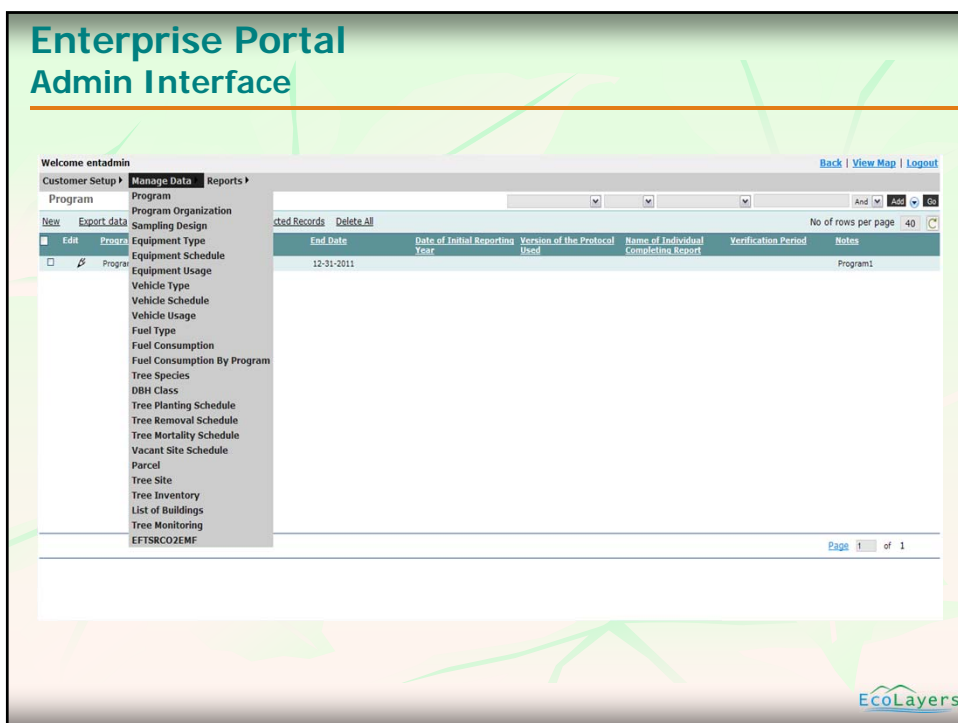 Enterprise Portal
Admin Interface
Welcome entadmin Back | View Map | Logout
Customer Setup Manage Data Reports
Program And Add Go
New Export data cted Records Delete All No of rows per page 40
Edit Progra End Date Date of Initial Reporting Year Version of the Protocol Used Name of Individual Completing Report Verification Period Notes
Program 12-31-2011 Program1
Program
Program Organization
Sampling Design
Equipment Type
Equipment Schedule
Equipment Usage
Vehicle Type
Vehicle Schedule
Vehicle Usage
Fuel Type
Fuel Consumption
Fuel Consumption By Program
Tree Species
DBH Class
Tree Planting Schedule
Tree Removal Schedule
Tree Mortality Schedule
Vacant Site Schedule
Parcel
Tree Site
Tree Inventory
List of Buildings
Tree Monitoring
EFTSRCO2EMF
Page 1 of 1
EcoLayers